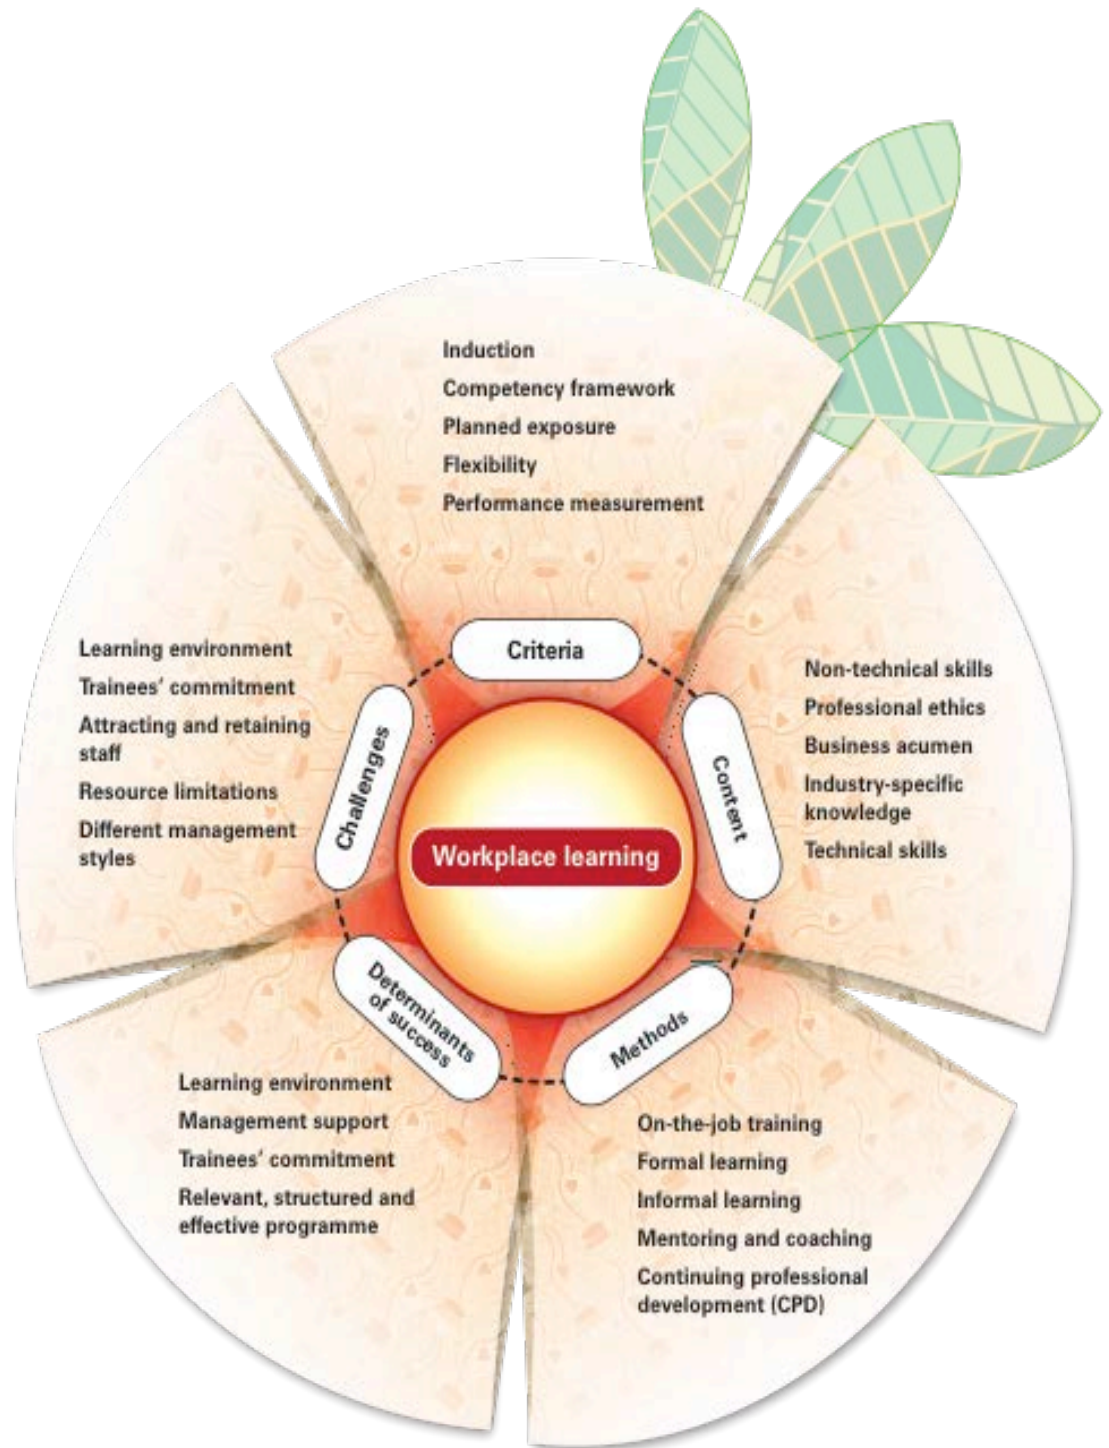 Induction
Competency framework
Planned exposure
Flexibility
Performance measurement
Criteria
Non-technical skills
Professional ethics
Business acumen
Industry-specific
knowledge
Technical skills
Content
Learning environment
Trainees' commitment
Attracting and retaining
staff
Resource limitations
Different management
styles
Challenges
Workplace learning
Determinants
of success
Learning environment
Management support
Trainees' commitment
Relevant, structured and
effective programme
Methods
On-the-job training
Formal learning
Informal learning
Mentoring and coaching
Continuing professional
development (CPD)